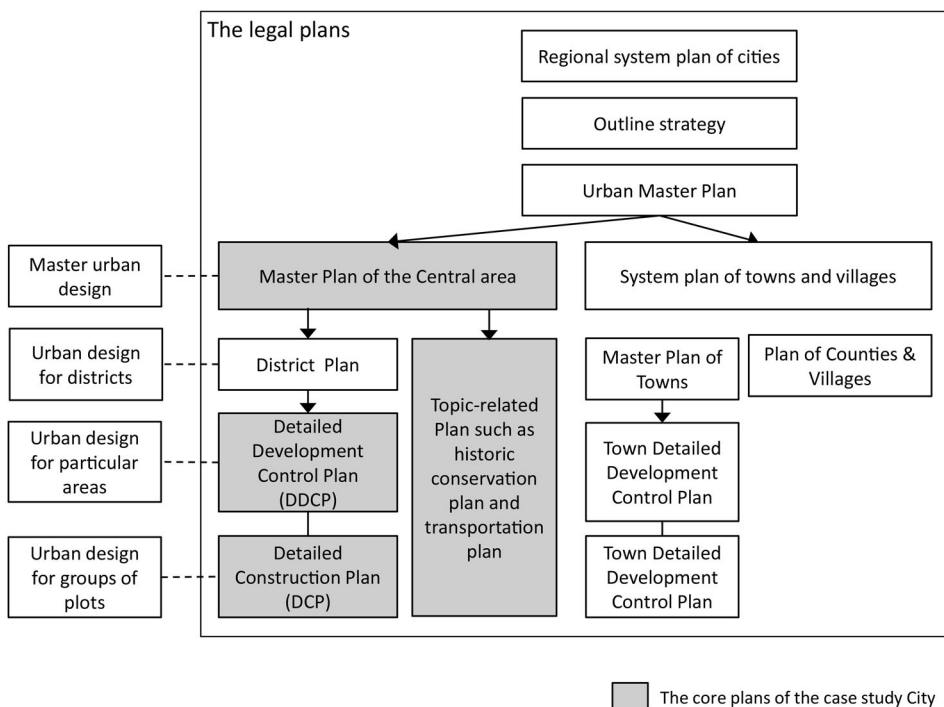 The legal plans
Regional system plan of cities
Outline strategy
Urban Master Plan
Master urban
design
Master Plan of the Central area
System plan of towns and villages
Urban design
for districts
District Plan
Topic-related
Plan such as
historic
conservation
plan and
transportation
plan
Master Plan of
Towns
Plan of Counties &
Villages
Urban design
for particular
areas
Detailed
Development
Control Plan
(DDCP)
Town Detailed
Development
Control Plan
Urban design
for groups of
plots
Detailed
Construction Plan
(DCP)
Town Detailed
Development
Control Plan
The core plans of the case study City